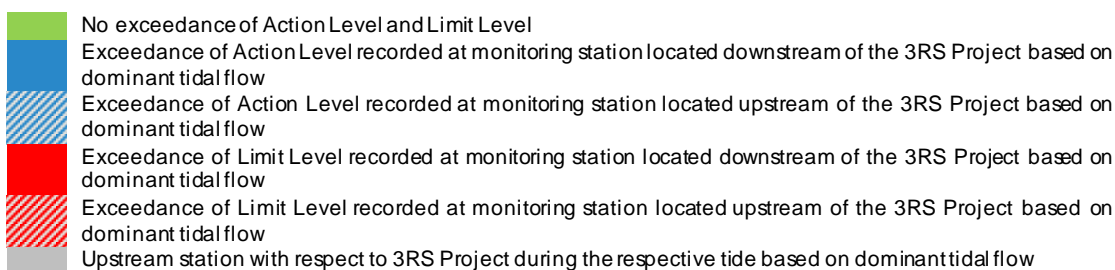 No exceedance of Action Level and Limit Level
Exceedance of Action Level recorded at monitoring station located downstream of the 3RS Project based on
dominant tidal flow
Exceedance of Action Level recorded at monitoring station located upstream of the 3RS Project based on
dominant tidal flow
Exceedance of Limit Level recorded at monitoring station located downstream of the 3RS Project based on
dominant tidal flow
Exceedance of Limit Level recorded at monitoring station located upstream of the 3RS Project based on
dominant tidal flow
Upstream station with respect to 3RS Project during the respective tide based on dominant tidal flow